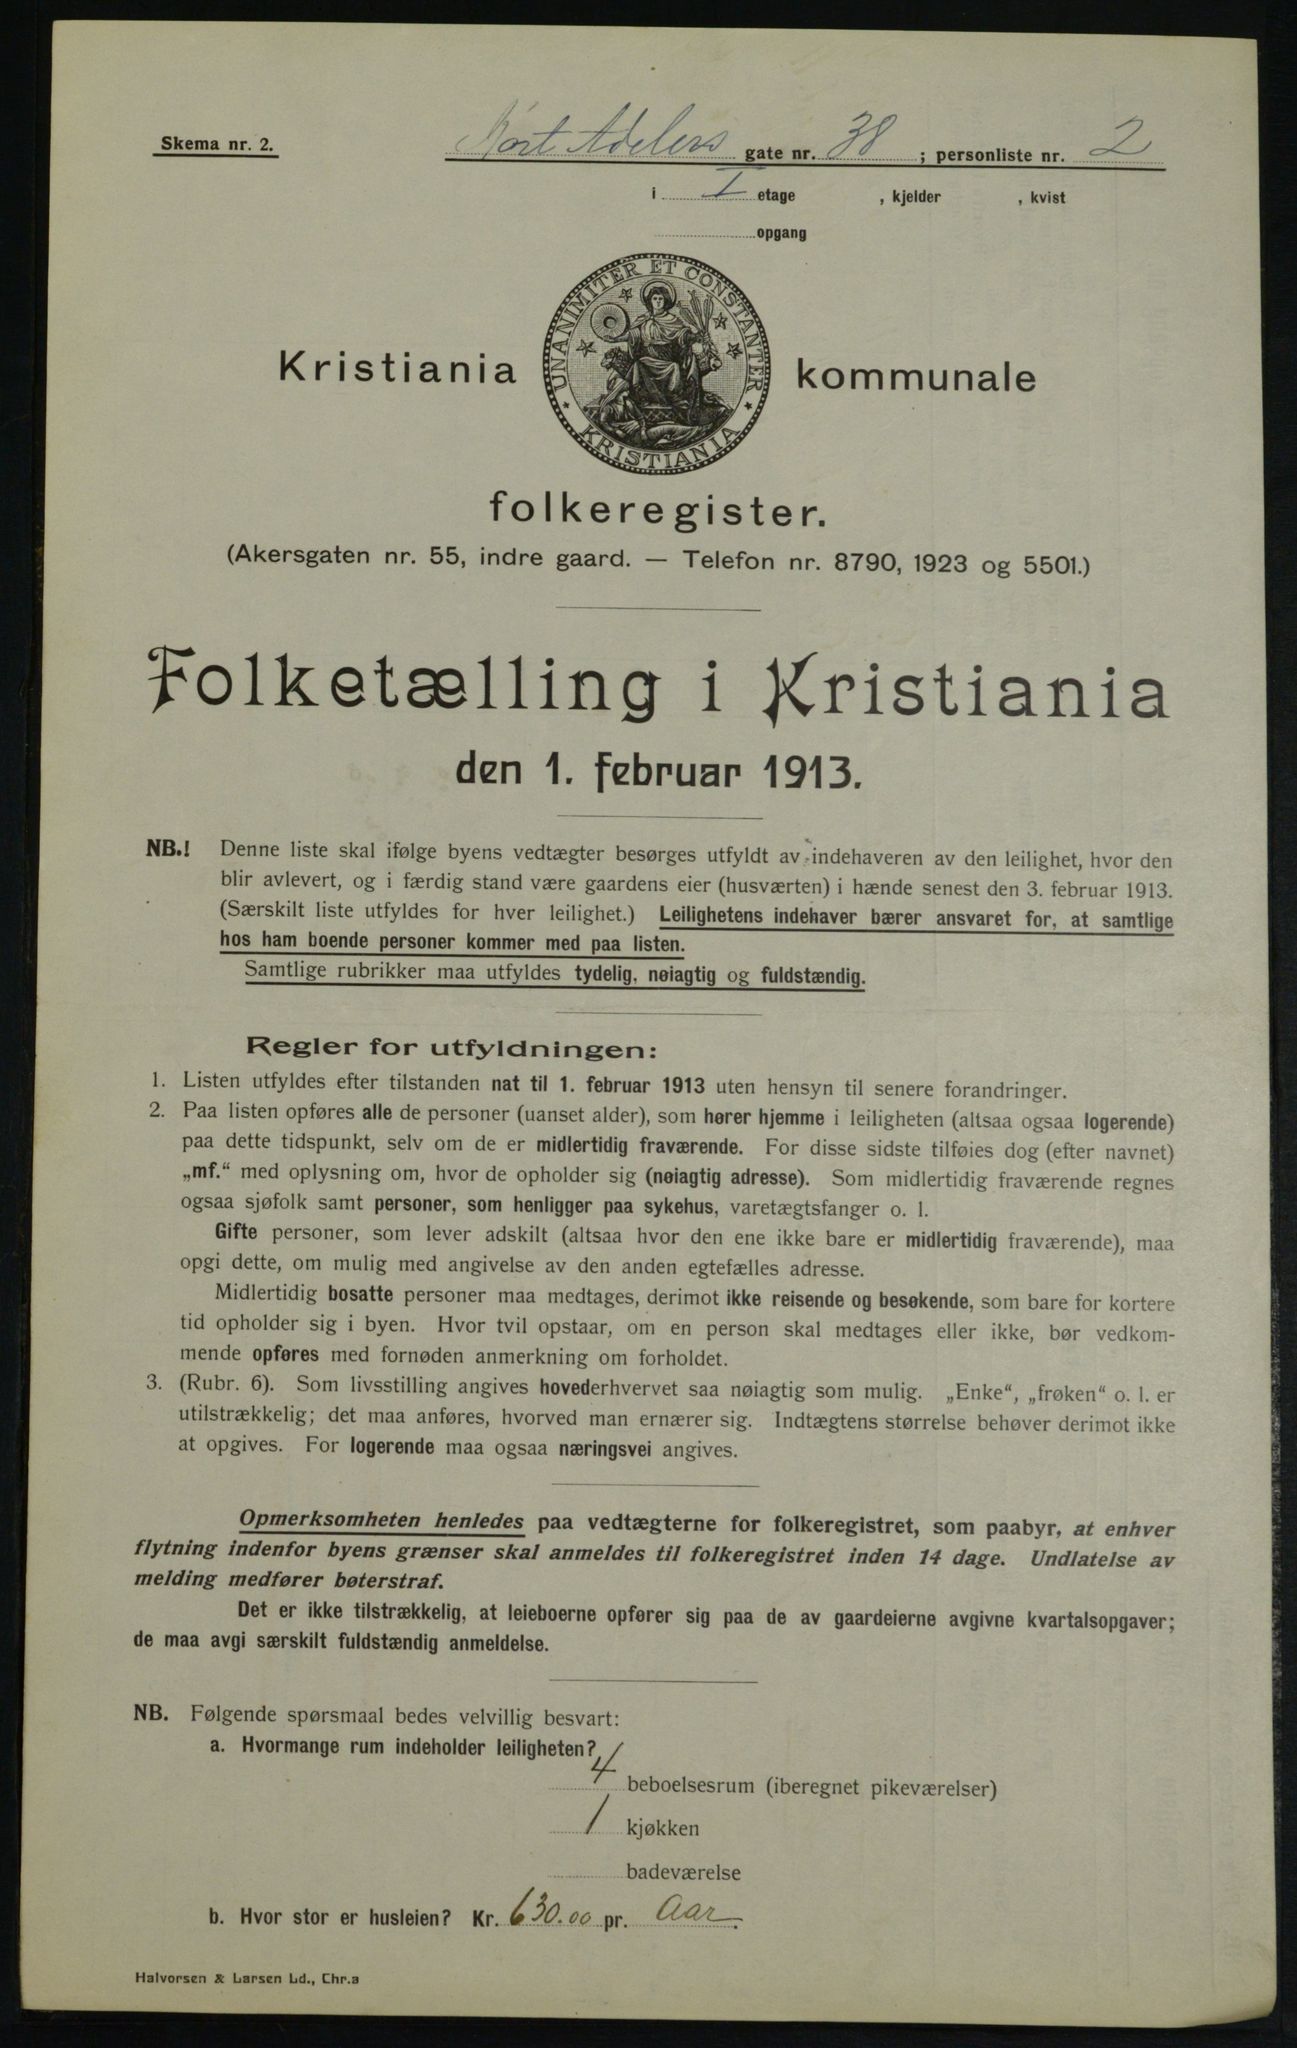 Skema nr. 2.
Kort Adelers gate nr. 38 ; personliste nr. 2
i I etage , kjelder , kvist
opgang
UNANIMITER ET CONSTANTER
KRISTIANIA
Kristiania kommunale
folkeregister.
(Akersgaten nr. 55, indre gaard. — Telefon nr. 8790, 1923 og 5501.)
Folketælling i Kristiania
den 1. februar 1913.
NB.! Denne liste skal ifølge byens vedtægter besørges utfyldt av indehaveren av den leilighet, hvor den
blir avlevert, og i færdig stand være gaardens eier (husværten) i hænde senest den 3. februar 1913.
(Særskilt liste utfyldes for hver leilighet.) Leilighetens indehaver bærer ansvaret for, at samtlige
hos ham boende personer kommer med paa listen.
Samtlige rubrikker maa utfyldes tydelig, nøiagtig og fuldstændig.
Regler for utfyldningen:
1. Listen utfyldes efter tilstanden nat til 1. februar 1913 uten hensyn til senere forandringer.
2. Paa listen opføres alle de personer (uanset alder), som hører hjemme i leiligheten (altsaa ogsaa logerende)
paa dette tidspunkt, selv om de er midlertidig fraværende. For disse sidste tilføies dog (efter navnet)
„mf.“ med oplysning om, hvor de opholder sig (nøiagtig adresse). Som midlertidig fraværende regnes
ogsaa sjøfolk samt personer, som henligger paa sykehus, varetægtsfanger o. l.
Gifte personer, som lever adskilt (altsaa hvor den ene ikke bare er midlertidig fraværende), maa
opgi dette, om mulig med angivelse av den anden egtefælles adresse.
Midlertidig bosatte personer maa medtages, derimot ikke reisende og besøkende, som bare for kortere
tid opholder sig i byen. Hvor tvil opstaar, om en person skal medtages eller ikke, bør vedkom-
mende opføres med fornøden anmerkning om forholdet.
3. (Rubr. 6). Som livsstilling angives hovederhvervet saa nøiagtig som mulig. „Enke“, „frøken“ o. l. er
utilstrækkelig; det maa anføres, hvorved man ernærer sig. Indtægtens størrelse behøver derimot ikke
at opgives. For logerende maa ogsaa næringsvei angives.
Opmerksomheten henledes paa vedtægterne for folkeregistret, som paabyr, at enhver
flytning indenfor byens grænser skal anmeldes til folkeregistret inden 14 dage. Undlatelse av
melding medfører bøterstraf.
Det er ikke tilstrækkelig, at leieboerne opfører sig paa de av gaardeierne avgivne kvartalsopgaver;
de maa avgi særskilt fuldstændig anmeldelse.
NB. Følgende spørsmaal bedes velvillig besvart:
a. Hvormange rum indeholder leiligheten?
4 beboelsesrum (iberegnet pikeværelser)
1 kjøkken
badeværelse
b. Hvor stor er husleien? Kr. 630.00 pr. Aar.
Halvorsen & Larsen Ld., Chr.a